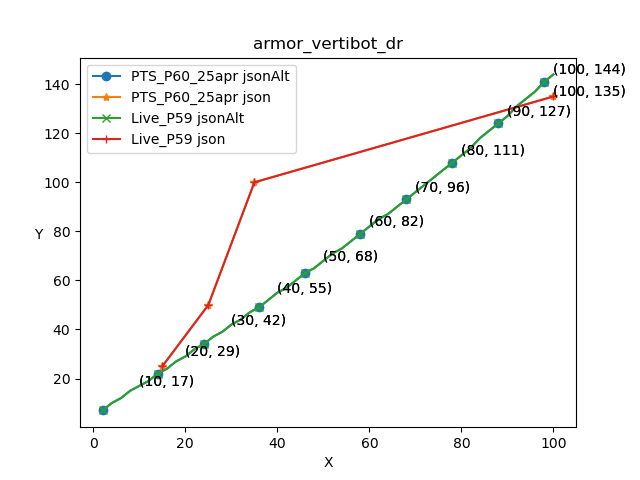 armor_vertibot_dr
PTS_P60_25apr jsonAlt
PTS_P60_25apr json
Live_P59 jsonAlt
Live_P59 json
(100, 144)
(100, 135)
(90, 127)
(80, 111)
(70, 96)
(60, 82)
(50, 68)
(40, 55)
(30, 42)
(20, 29)
(10, 17)
140
120
100
80
60
40
20
Y
0 20 40 60 80 100
X